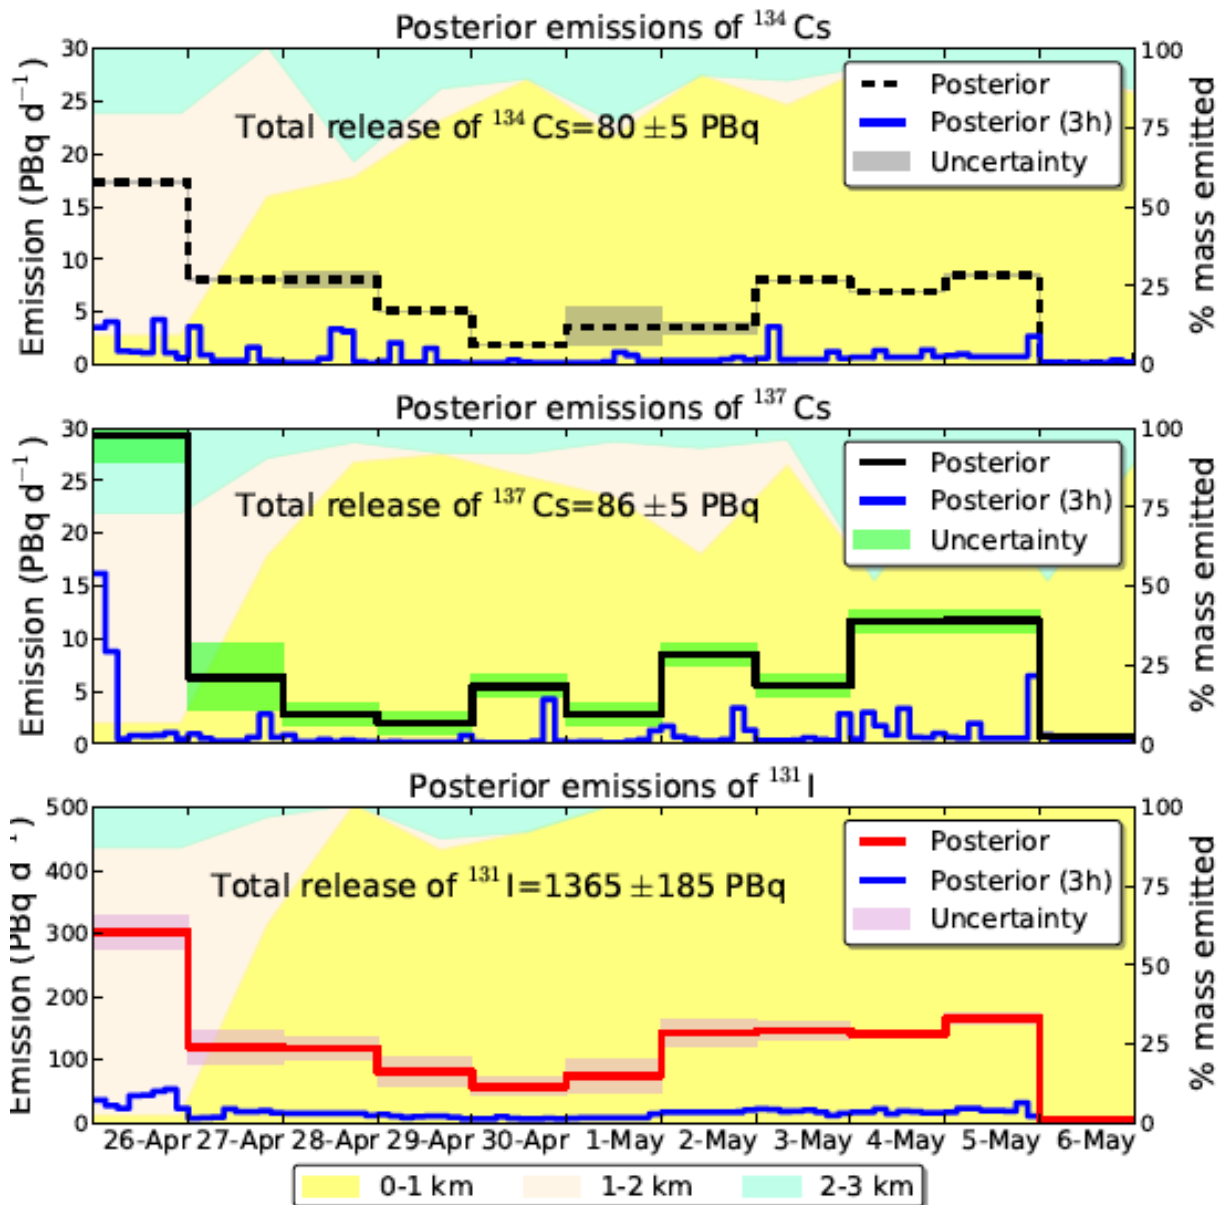 Posterior emissions of ¹³⁴Cs
30
25
20
15
10
5
0
Emission (PBq d⁻¹ )
Total release of ¹³⁴Cs=80 ±5 PBq
Posterior
Posterior (3h)
Uncertainty
100
75
50
25
0
% mass emitted
Posterior emissions of ¹³⁷Cs
30
25
20
15
10
5
0
Emission (PBq d⁻¹ )
Total release of ¹³⁷Cs=86 ±5 PBq
Posterior
Posterior (3h)
Uncertainty
100
75
50
25
0
% mass emitted
Posterior emissions of ¹³¹I
500
400
300
200
100
0
Emission (PBq d⁻¹ )
Total release of ¹³¹I=1365 ±185 PBq
Posterior
Posterior (3h)
Uncertainty
100
75
50
25
0
% mass emitted
26-Apr 27-Apr 28-Apr 29-Apr 30-Apr 1-May 2-May 3-May 4-May 5-May 6-May
0-1 km 1-2 km 2-3 km